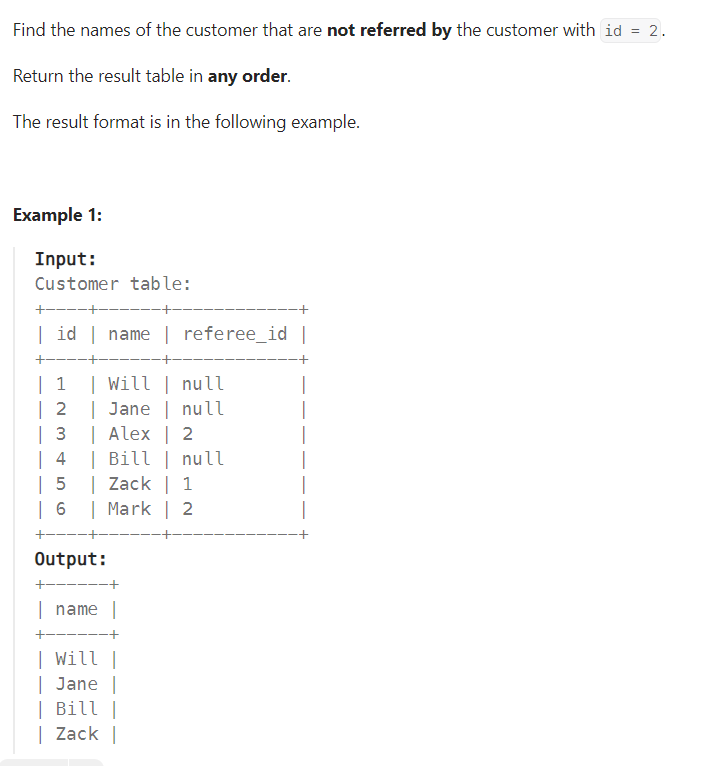 Find the names of the customer that are not referred by the customer with id = 2.
Return the result table in any order.
The result format is in the following example.
Example 1:
Input:
Customer table:
+----+------+------------+
| id | name | referee_id |
+----+------+------------+
| 1  | Will | null       |
| 2  | Jane | null       |
| 3  | Alex | 2          |
| 4  | Bill | null       |
| 5  | Zack | 1          |
| 6  | Mark | 2          |
+----+------+------------+
Output:
+------+
| name |
+------+
| Will |
| Jane |
| Bill |
| Zack |